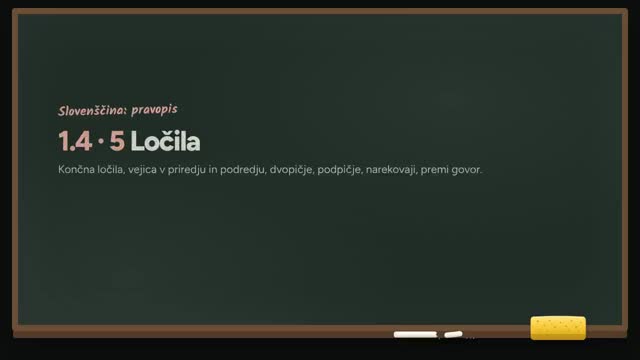 Slovenščina: pravopis
1.4 · 5 Ločila
Končna ločila, vejica v priredju in podredju, dvopičje, podpičje, narekovaji, premi govor.